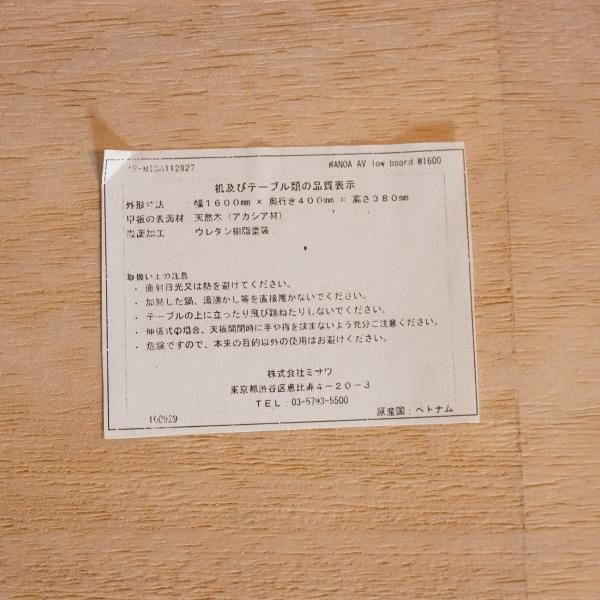 MANOA AV low board W1600
机及びテーブル類の品質表示
外形寸法 幅1600mm × 奥行き400mm × 高さ380mm
甲板の表面材 天然木（アカシア材）
表面加工 ウレタン樹脂塗装
取扱い上の注意
・ 直射日光又は熱を避けてください。
・ 加熱した鍋、湯沸かし等を直接置かないでください。
・ テーブルの上に立ったり飛び跳ねたりしないでください。
・ 伸張式の場合、天板開閉時に手や指を挟まないよう充分ご注意ください。
・ 危険ですので、本来の目的以外の使用はお避けください。
株式会社ミサワ
東京都渋谷区恵比寿4－20－3
TEL：03-5793-5500
160929 原産国：ベトナム